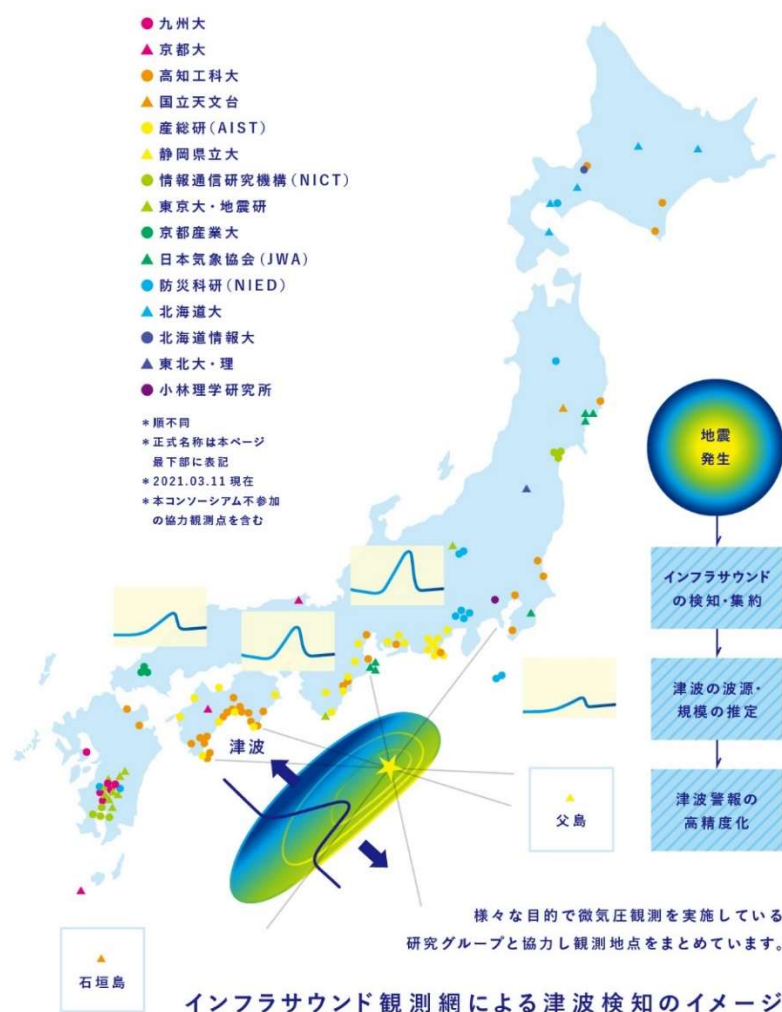 九州大
京都大
高知工科大
国立天文台
産総研(AIST)
静岡県立大
情報通信研究機構(NICT)
東京大・地震研
京都産業大
日本気象協会(JWA)
防災科研(NIED)
北海道大
北海道情報大
東北大・理
小林理学研究所
＊順不同
＊正式名称は本ページ
最下部に表記
＊2021.03.11現在
＊本コンソーシアム不参加
の協力観測点を含む
地震
発生
インフラサウンド
の検知・集約
津波の波源・
規模の推定
津波警報の
高精度化
津波
父島
石垣島
様々な目的で微気圧観測を実施している
研究グループと協力し観測地点をまとめています。
インフラサウンド観測網による津波検知のイメージ